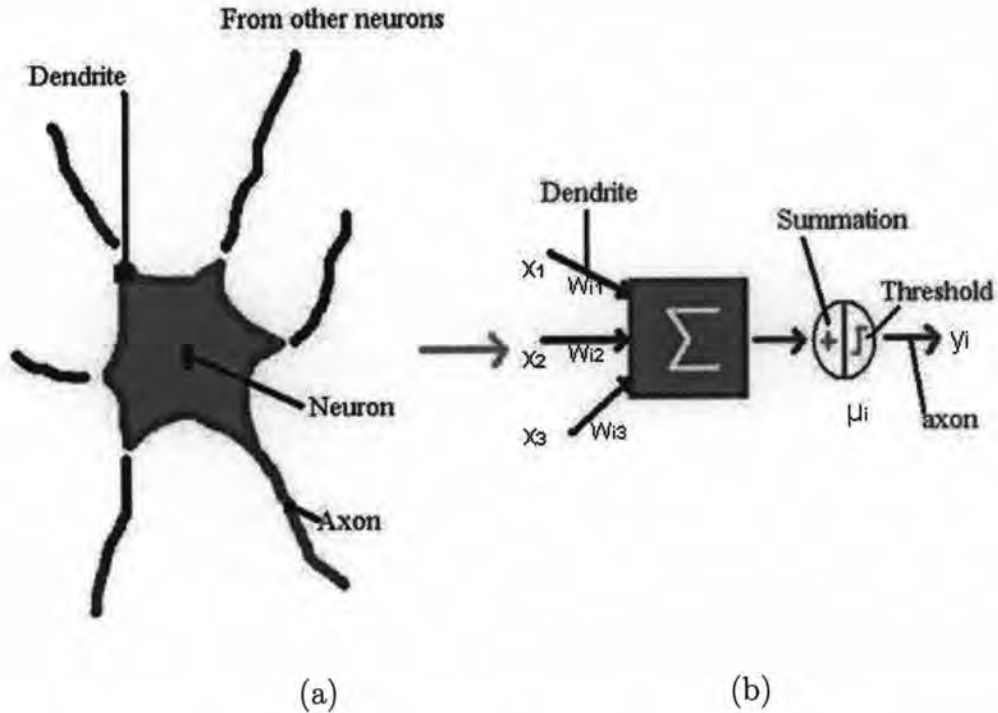 From other neurons
Dendrite
Neuron
Axon
(a)
Dendrite
x1
wi1
x2
wi2
x3
wi3
Σ
Summation
+
Threshold
μi
yi
axon
(b)